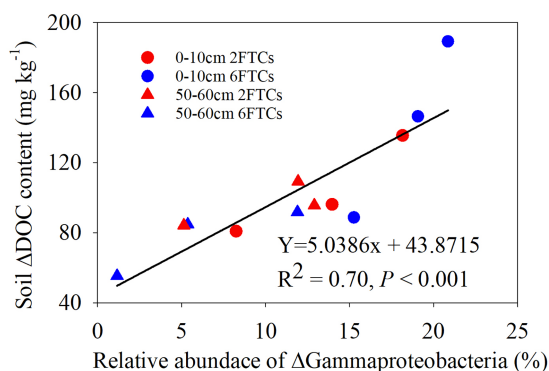 200
160
120
80
40
Soil ΔDOC content (mg kg-1)
0-10cm 2FTCs
0-10cm 6FTCs
50-60cm 2FTCs
50-60cm 6FTCs
Y=5.0386x + 43.8715
R2 = 0.70, P < 0.001
0 5 10 15 20 25
Relative abundace of ΔGammaproteobacteria (%)